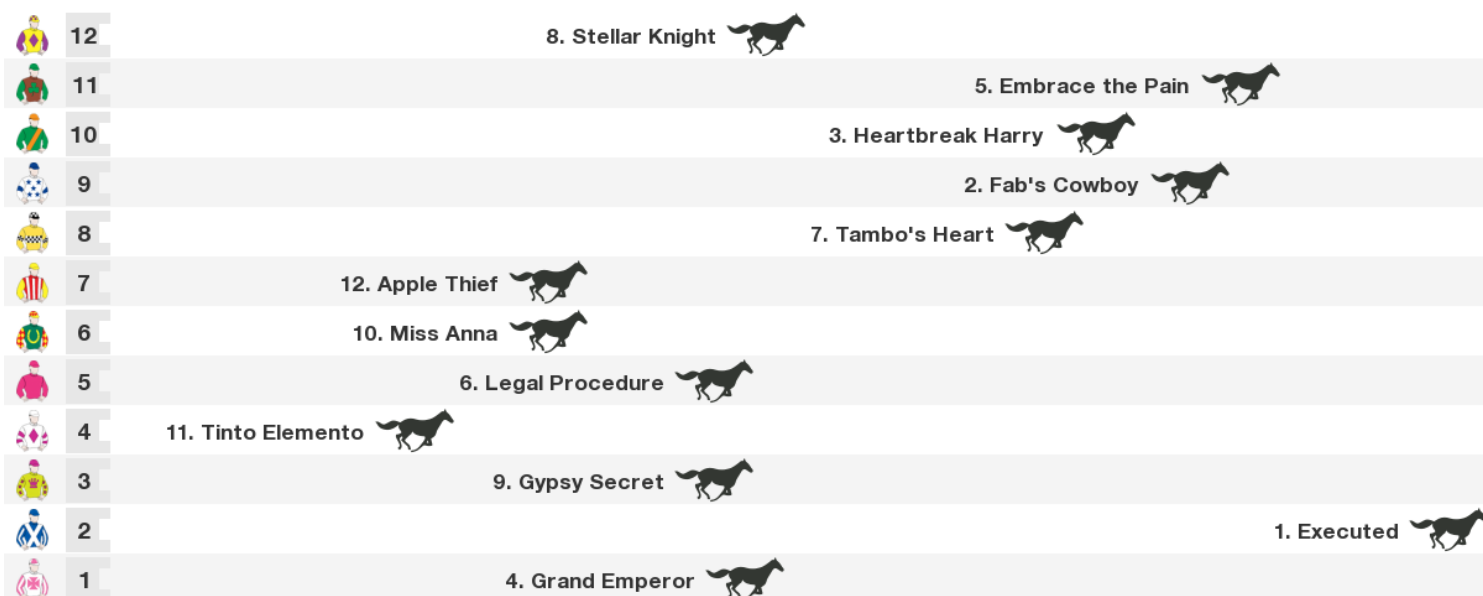 12 8. Stellar Knight
11 5. Embrace the Pain
10 3. Heartbreak Harry
9 2. Fab's Cowboy
8 7. Tambo's Heart
7 12. Apple Thief
6 10. Miss Anna
5 6. Legal Procedure
4 11. Tinto Elemento
3 9. Gypsy Secret
2 1. Executed
1 4. Grand Emperor